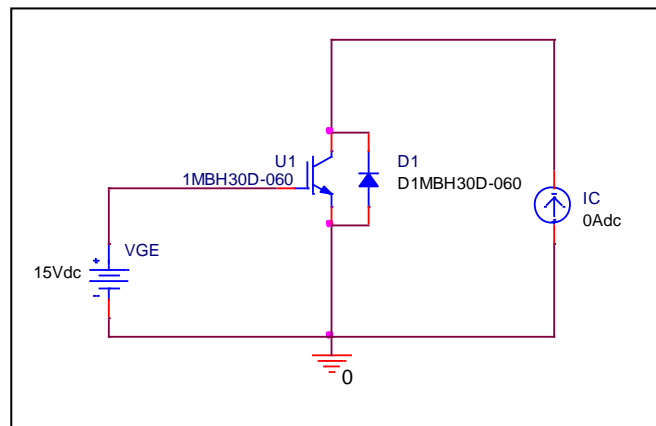 U1
1MBH30D-060
D1
D1MBH30D-060
IC
0Adc
VGE
15Vdc
+
-
0